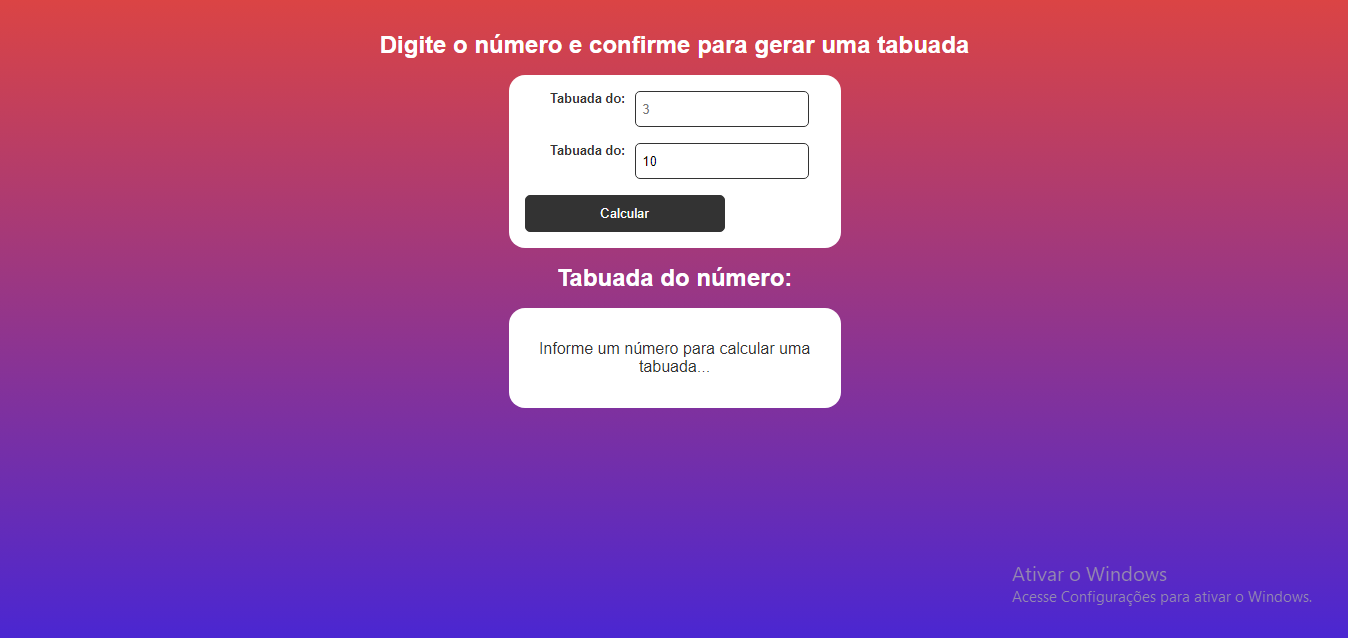 Digite o número e confirme para gerar uma tabuada
Tabuada do: 3
Tabuada do: 10
Calcular
Tabuada do número:
Informe um número para calcular uma
tabuada...
Ativar o Windows
Acesse Configurações para ativar o Windows.